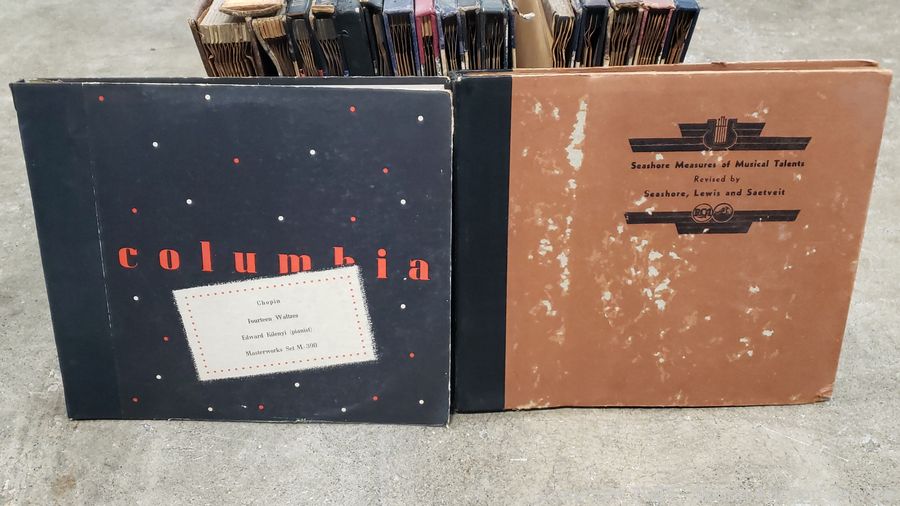 columbia
Chopin
Fourteen Waltzes
Edward Kilenyi (pianist)
Masterworks Set M-390
Seashore Measures of Musical Talents
Revised by
Seashore, Lewis and Saetveit
RCA